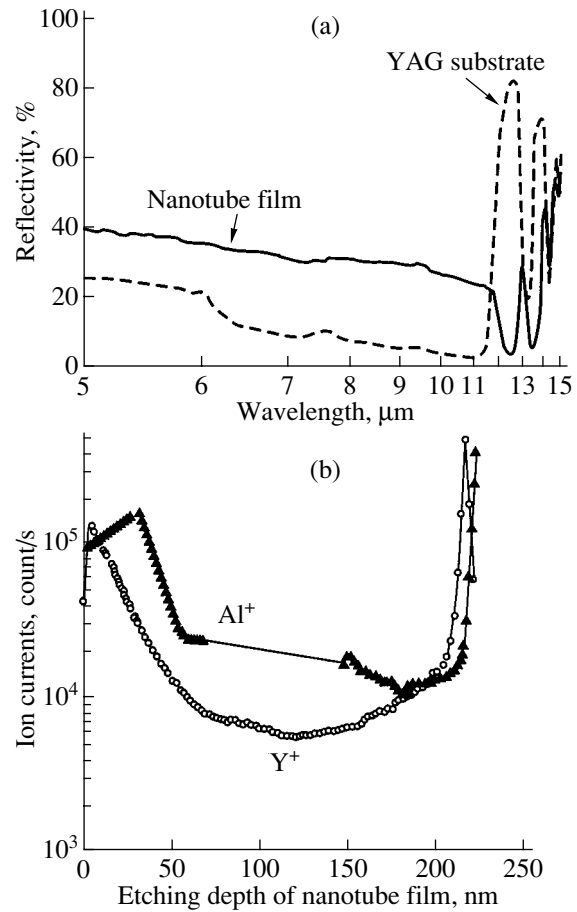 (a)
100
80
60
40
20
0
Reflectivity, %
YAG substrate
Nanotube film
5 6 7 8 9 10 11 13 15
Wavelength, μm
(b)
10⁵
10⁴
10³
Ion currents, count/s
Al⁺
Y⁺
0 50 100 150 200 250
Etching depth of nanotube film, nm